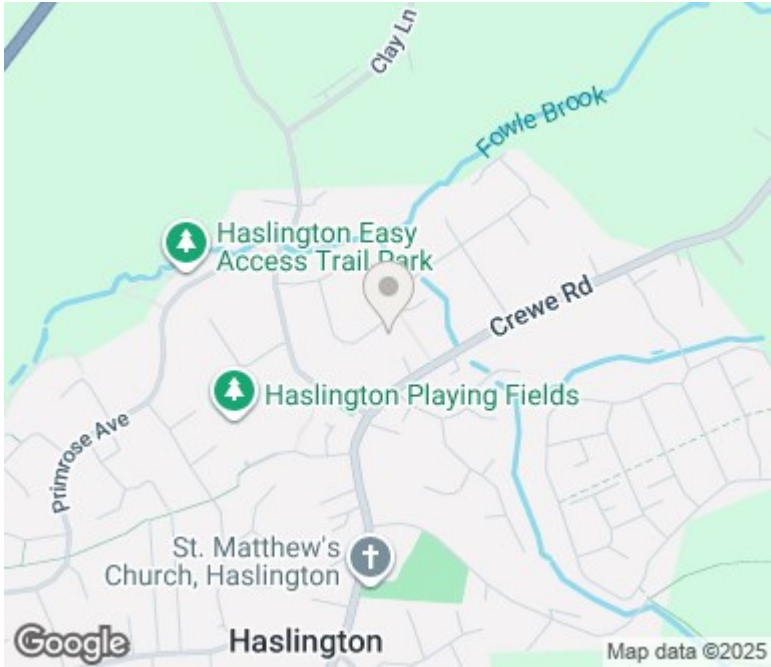 Clay Ln
Fowle Brook
Haslington Easy
Access Trail Park
Crewe Rd
Haslington Playing Fields
Primrose Ave
St. Matthew's
Church, Haslington
Haslington
Google
Map data ©2025